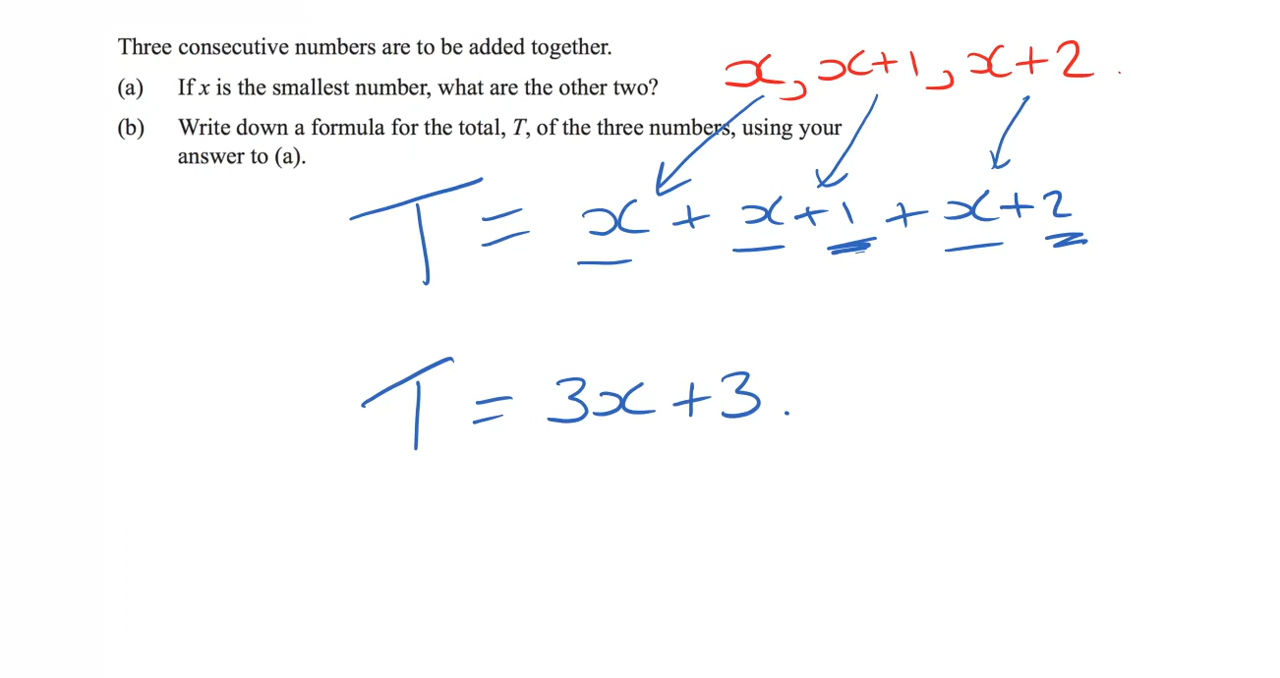 Three consecutive numbers are to be added together.
x, x+1, x+2.
(a) If x is the smallest number, what are the other two?
(b) Write down a formula for the total, T, of the three numbers, using your
answer to (a).
T = x + x+1 + x+2
T = 3x+3.